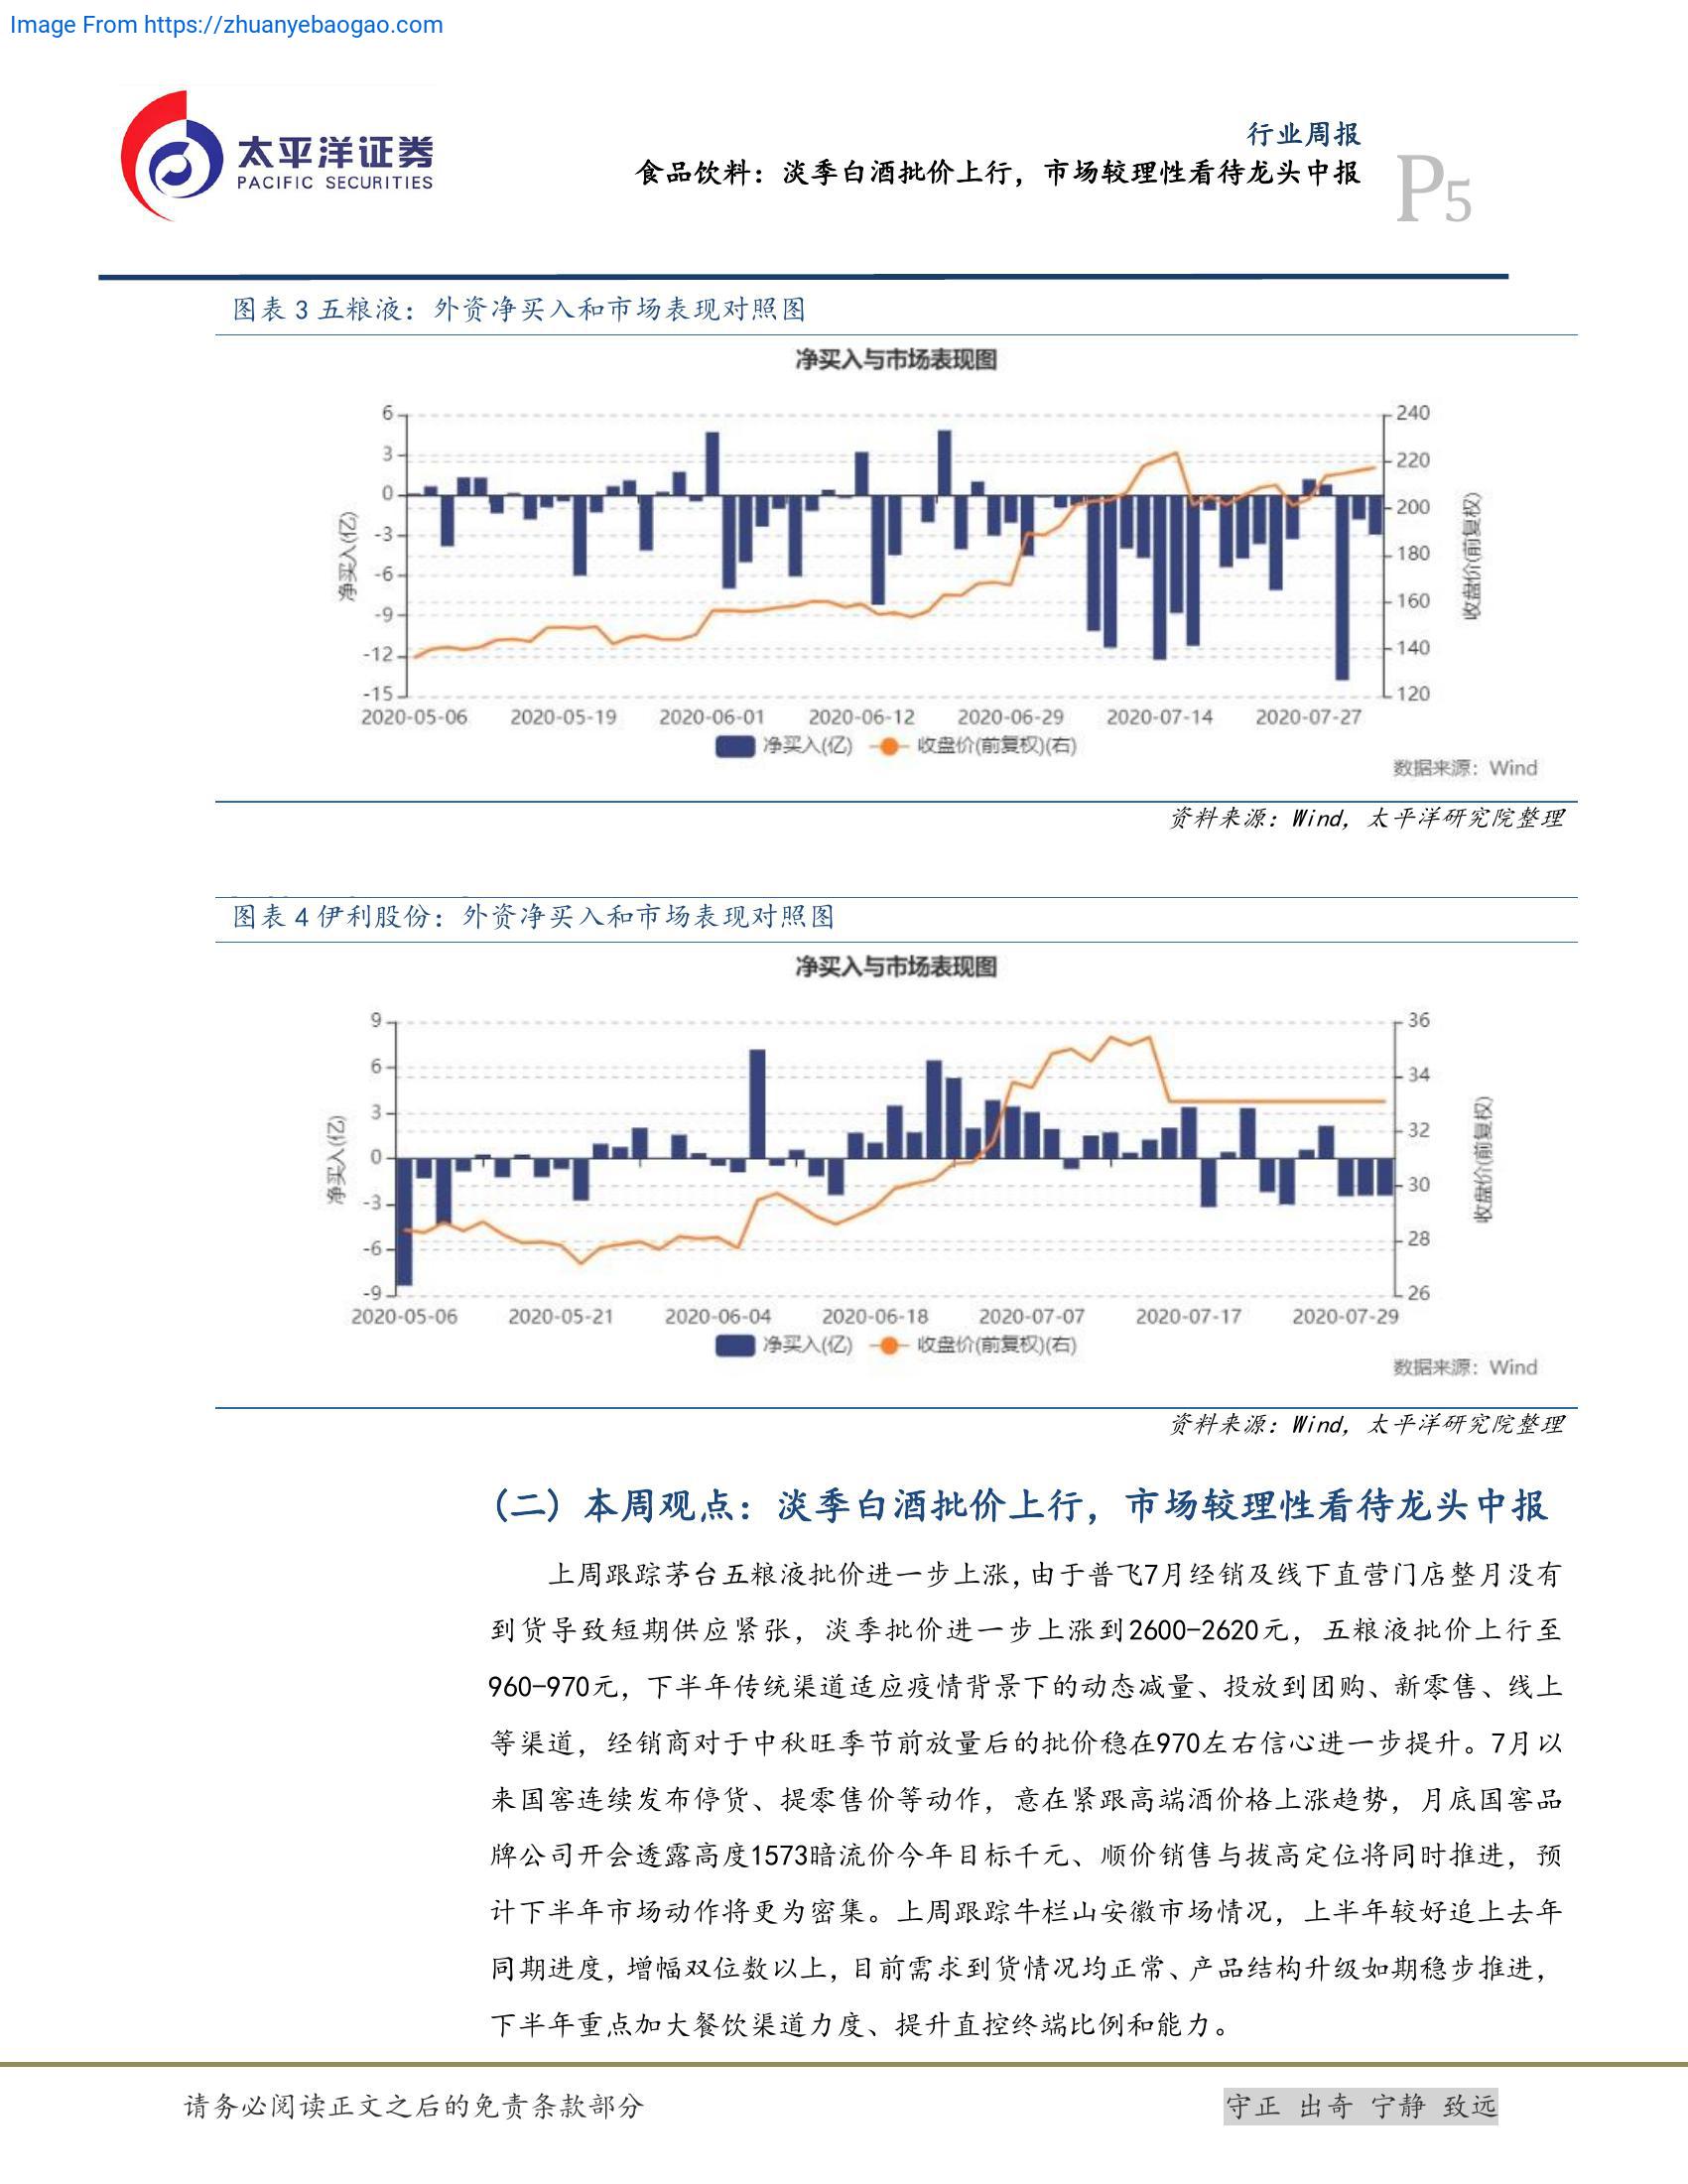 Image From https://zhuanyebaogao.com
太平洋证券
PACIFIC SECURITIES
行业周报
食品饮料：淡季白酒批价上行，市场较理性看待龙头中报
P5
图表 3 五粮液：外资净买入和市场表现对照图
净买入与市场表现图
6
3
0
-3
-6
-9
-12
-15
净买入(亿)
240
220
200
180
160
140
120
收盘价(前复权)
2020-05-06 2020-05-19 2020-06-01 2020-06-12 2020-06-29 2020-07-14 2020-07-27
净买入(亿) 收盘价(前复权)(右)
数据来源：Wind
资料来源：Wind，太平洋研究院整理
图表 4 伊利股份：外资净买入和市场表现对照图
净买入与市场表现图
9
6
3
0
-3
-6
-9
净买入(亿)
36
34
32
30
28
26
收盘价(前复权)
2020-05-06 2020-05-21 2020-06-04 2020-06-18 2020-07-07 2020-07-17 2020-07-29
净买入(亿) 收盘价(前复权)(右)
数据来源：Wind
资料来源：Wind，太平洋研究院整理
（二）本周观点：淡季白酒批价上行，市场较理性看待龙头中报
上周跟踪茅台五粮液批价进一步上涨，由于普飞7月经销及线下直营门店整月没有
到货导致短期供应紧张，淡季批价进一步上涨到2600-2620元，五粮液批价上行至
960-970元，下半年传统渠道适应疫情背景下的动态减量、投放到团购、新零售、线上
等渠道，经销商对于中秋旺季节前放量后的批价稳在970左右信心进一步提升。7月以
来国窖连续发布停货、提零售价等动作，意在紧跟高端酒价格上涨趋势，月底国窖品
牌公司开会透露高度1573暗流价今年目标千元、顺价销售与拔高定位将同时推进，预
计下半年市场动作将更为密集。上周跟踪牛栏山安徽市场情况，上半年较好追上去年
同期进度，增幅双位数以上，目前需求到货情况均正常、产品结构升级如期稳步推进，
下半年重点加大餐饮渠道力度、提升直控终端比例和能力。
请务必阅读正文之后的免责条款部分
守正 出奇 宁静 致远